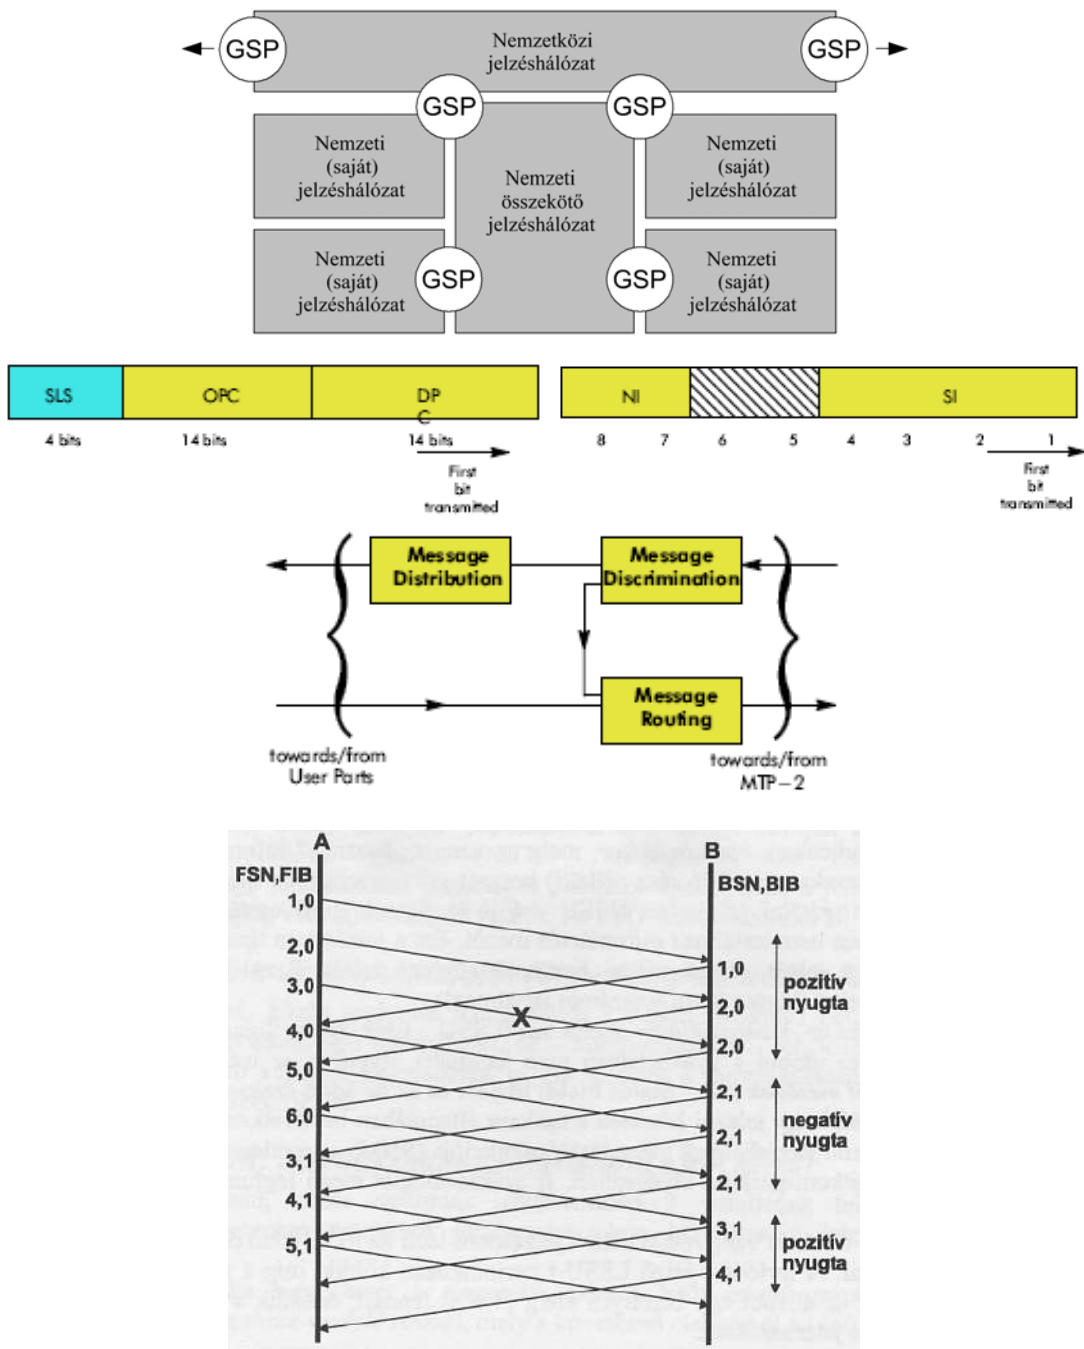 GSP
Nemzetközi
jelzéshálózat
GSP
GSP
GSP
Nemzeti
(saját)
jelzéshálózat
Nemzeti
összekötő
jelzéshálózat
Nemzeti
(saját)
jelzéshálózat
Nemzeti
(saját)
jelzéshálózat
GSP
GSP
Nemzeti
(saját)
jelzéshálózat
SLS
OPC
DP
C
4 bits
14 bits
14 bits
First
bit
transmitted
NI
SI
8 7 6 5 4 3 2 1
First
bit
transmitted
Message
Distribution
Message
Discrimination
Message
Routing
towards/from
User Parts
towards/from
MTP-2
A
B
FSN,FIB
BSN,BIB
1,0
2,0
3,0
4,0
5,0
6,0
3,1
4,1
5,1
X
1,0
2,0
2,0
2,1
2,1
2,1
3,1
4,1
pozitív
nyugta
negatív
nyugta
pozitív
nyugta